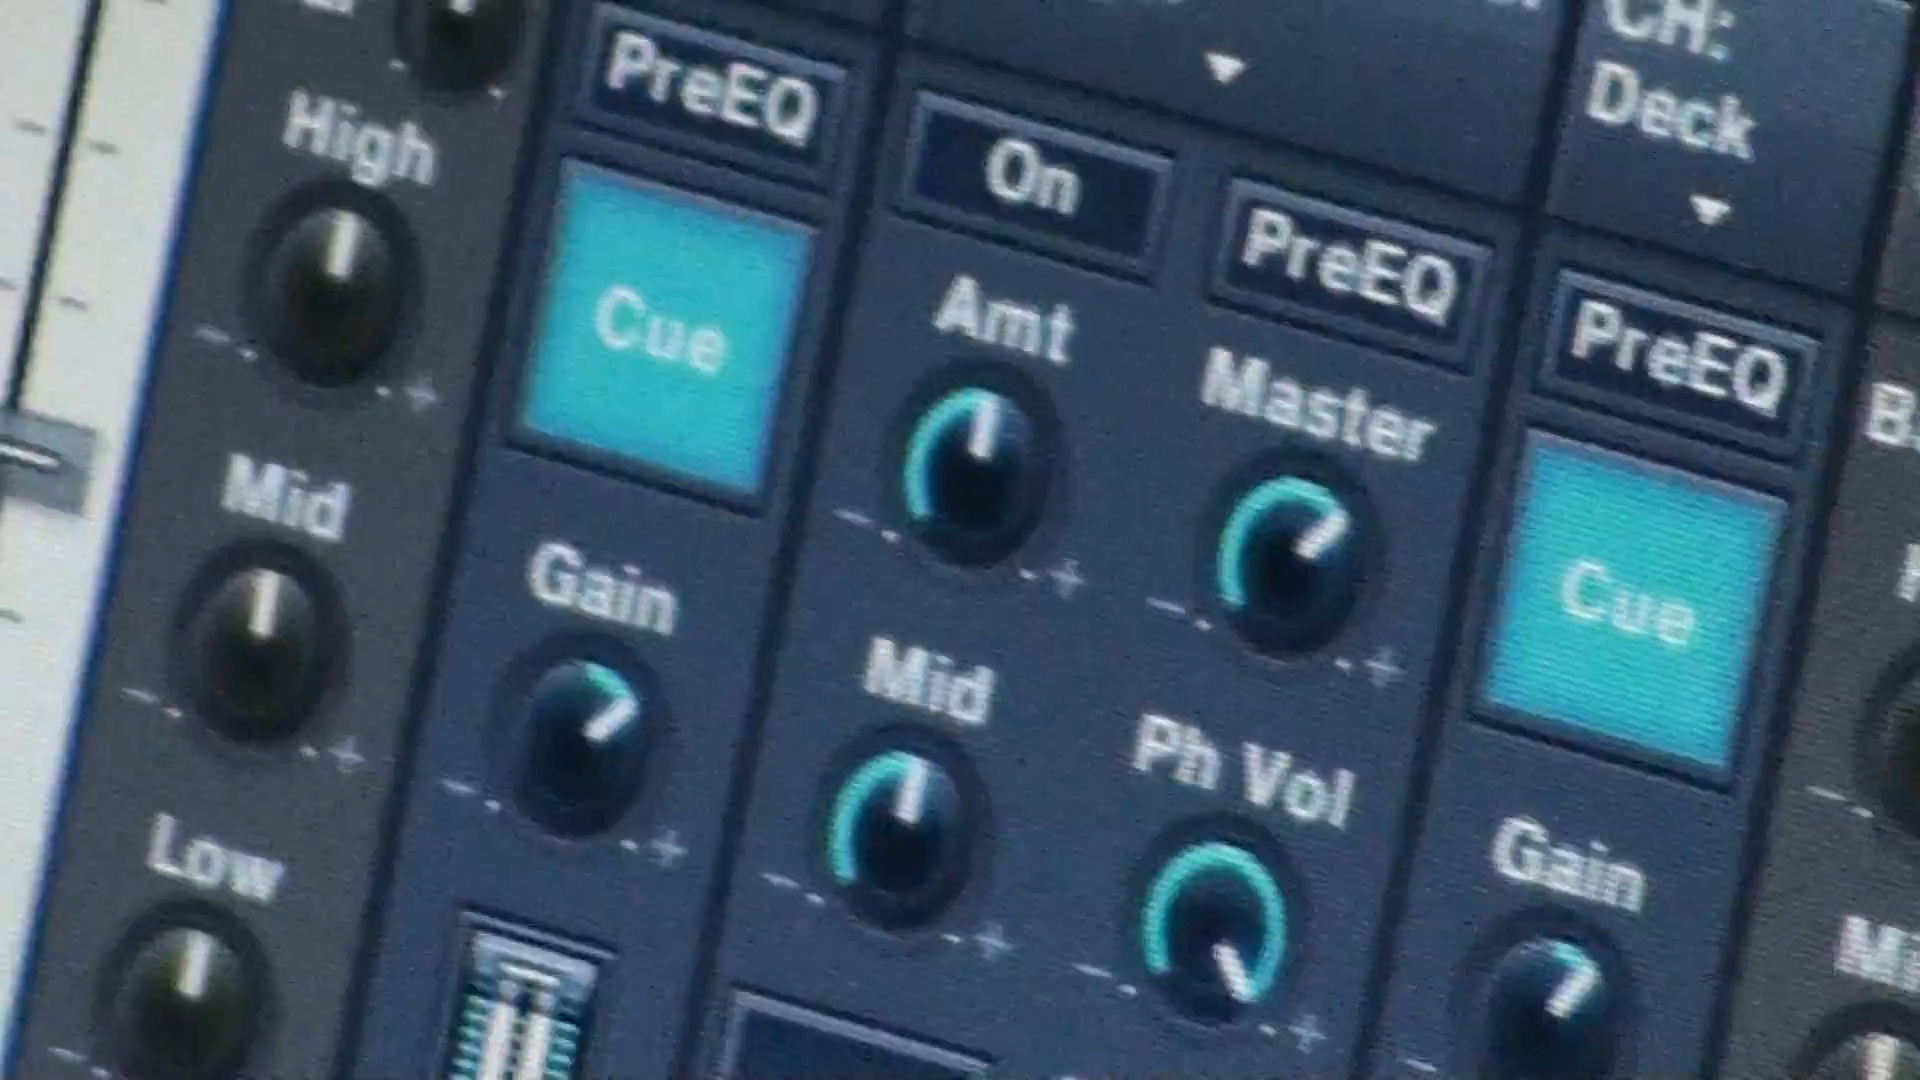 High
Mid
Low
PreEQ
Cue
Gain
On
Amt
Mid
PreEQ
Master
Ph Vol
CH:
Deck
PreEQ
Cue
Gain